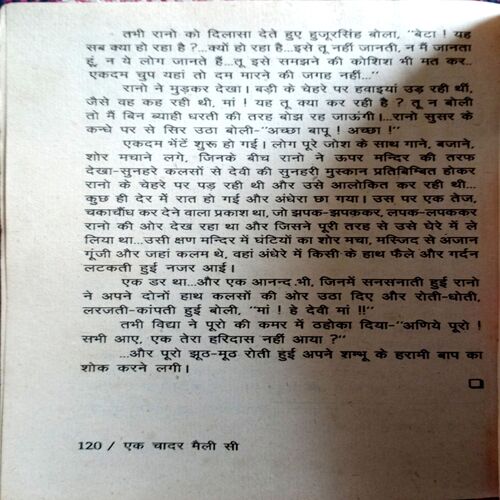 तभी रानो को दिलासा देते हुए हुजूरसिंह बोला, "बेटा ! यह
सब क्या हो रहा है ?...क्यों हो रहा है...इसे तू नहीं जानती, न मैं जानता
हूं, न ये लोग जानते हैं...तू इसे समझने की कोशिश भी मत कर..
एकदम चुप यहां तो दम मारने की जगह नहीं..."
रानो ने मुड़कर देखा। बड़ी के चेहरे पर हवाइयां उड़ रही थीं,
जैसे वह कह रही थी, मां ! यह तू क्या कर रही है ? तू न बोली
तो मैं बिन ब्याही धरती की तरह बोझ रह जाऊंगी।...रानो सुसर के
कन्धे पर से सिर उठा बोली-"अच्छा बापू ! अच्छा !"
एकदम भेंटें शुरू हो गई। लोग पूरे जोश के साथ गाने, बजाने,
शोर मचाने लगे, जिनके बीच रानो ने ऊपर मन्दिर की तरफ
देखा-सुनहरे कलसों से देवी की सुनहरी मुस्कान प्रतिबिम्बित होकर
रानो के चेहरे पर पड़ रही थी और उसे आलोकित कर रही थी...
कुछ ही देर में रात हो गई और अंधेरा छा गया। उस पर एक तेज,
चकाचौंध कर देने वाला प्रकाश था, जो झपक-झपककर, लपक-लपककर
रानो की ओर देख रहा था और जिसने पूरी तरह से उसे घेरे में ले
लिया था...उसी क्षण मन्दिर में घंटियों का शोर मचा, मस्जिद से अजान
गूंजी और जहां कलम थे, वहां अंधेरे में किसी के हाथ फैले और गर्दन
लटकती हुई नजर आई।
एक डर था...और एक आनन्द भी, जिनमें सनसनाती हुई रानो
ने अपने दोनों हाथ कलसों की ओर उठा दिए और रोती-धोती,
लरजती-कांपती हुई बोली, "मां ! हे देवी मां !!"
तभी विद्या ने पूरो की कमर में ठहोका दिया-"अणिये पूरो !
सभी आए, एक तेरा हरिदास नहीं आया ?"
...और पूरो झूठ-मूठ रोती हुई अपने शम्भू के हरामी बाप का
शोक करने लगी।
120 / एक चादर मैली सी